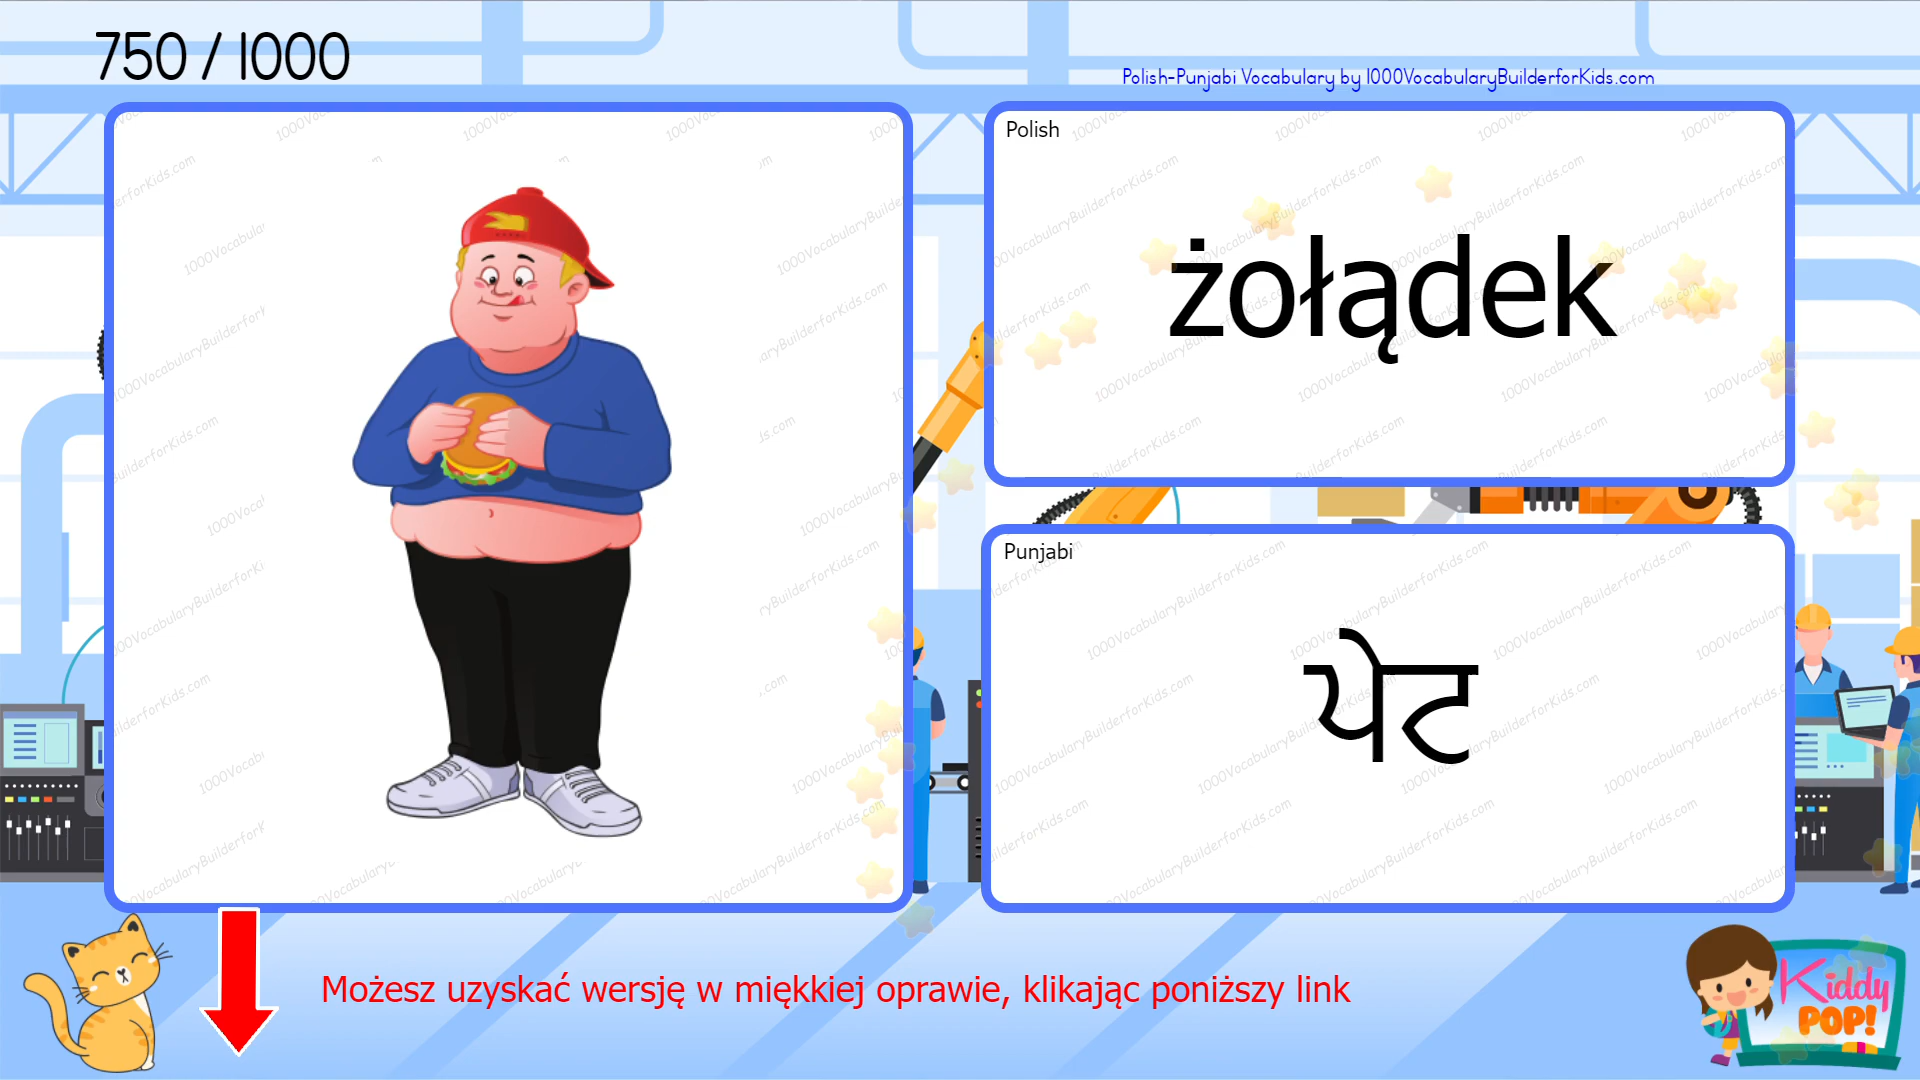 750 / 1000
Polish-Punjabi Vocabulary by 1000VocabularyBuilderforKids.com
Polish
żołądek
Punjabi
ਪੇਟ
Możesz uzyskać wersję w miękkiej oprawie, klikając poniższy link
Kiddy
POP!